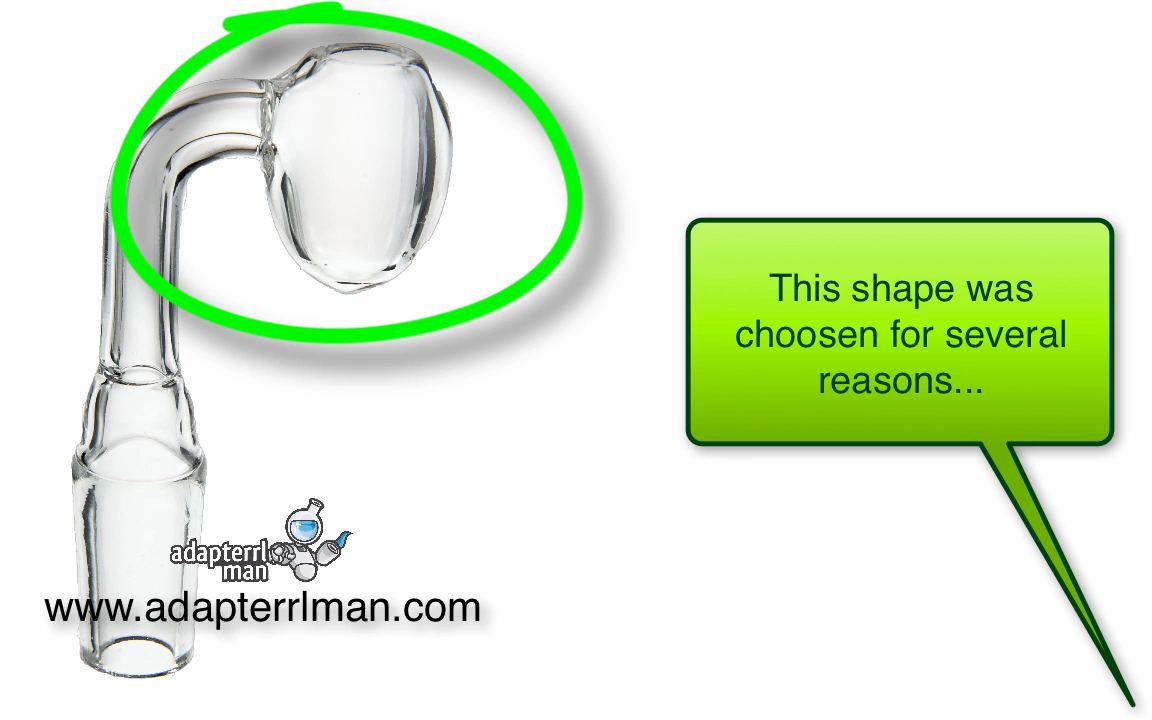 This shape was
choosen for several
reasons...
adapterrl
man
www.adapterrlman.com